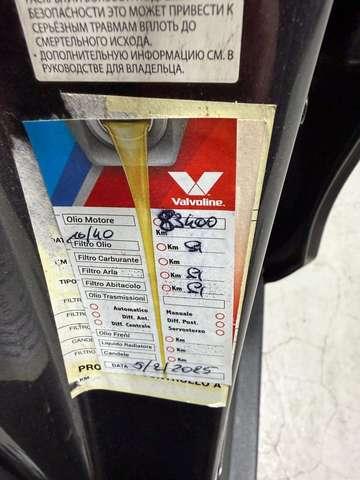 БЕЗОПАСНОСТИ ЭТО МОЖЕТ ПРИВЕСТИ К
СЕРЬЁЗНЫМ ТРАВМАМ ВПЛОТЬ ДО
СМЕРТЕЛЬНОГО ИСХОДА.
• ДОПОЛНИТЕЛЬНУЮ ИНФОРМАЦИЮ СМ. В
РУКОВОДСТВЕ ДЛЯ ВЛАДЕЛЬЦА.
Valvoline.
Olio Motore 83400
10/40 Km
Filtro Olio Km SI
Filtro Carburante Km
Filtro Aria Km SI
Filtro Abitacolo Km SI
Olio Trasmissioni
Automatico Manuale
Diff. Ant. Diff. Post.
Diff. Centrale Servosterzo
Olio Freni Km
Liquido Radiatore Km
Candele Km
DATA 5/2/2025